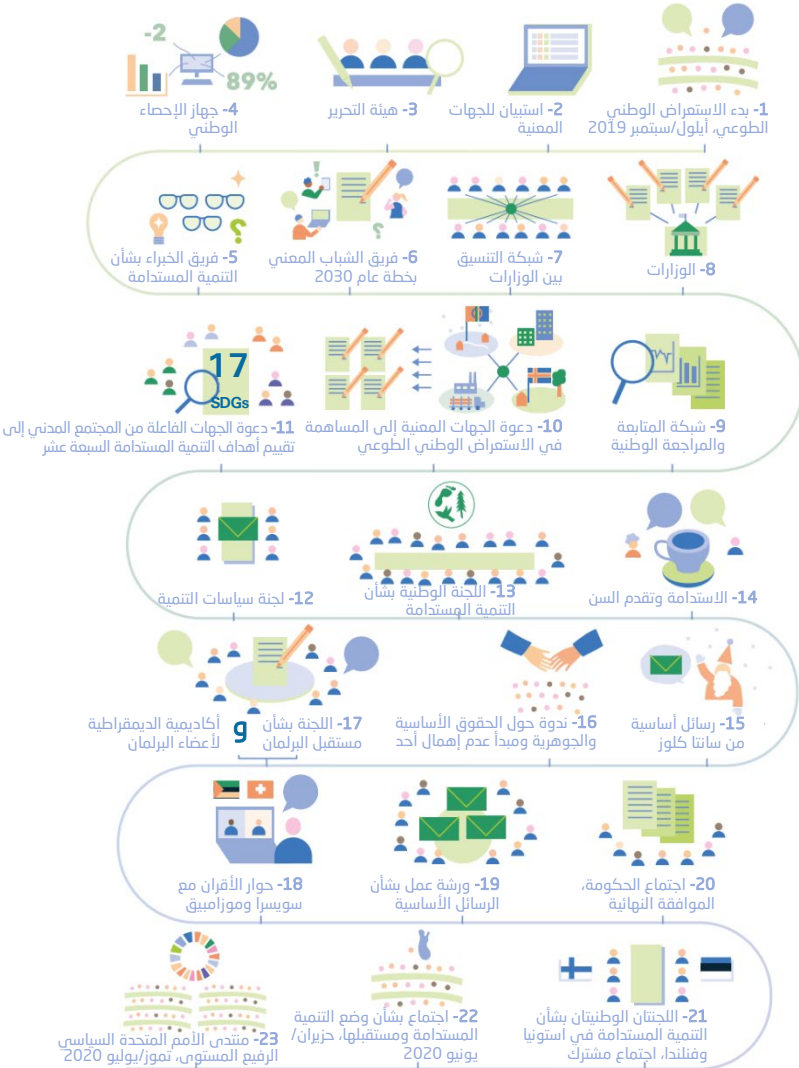 1- بدء الاستعراض الوطني
الطوعي، أيلول/سبتمبر 2019
2- استبيان للجهات
المعنية
3- هيئة التحرير
-2
89%
4- جهاز الإحصاء
الوطني
5- فريق الخبراء بشأن
التنمية المستدامة
6- فريق الشباب المعني
بخطة عام 2030
7- شبكة التنسيق
بين الوزارات
8- الوزارات
9- شبكة المتابعة
والمراجعة الوطنية
10- دعوة الجهات المعنية إلى المساهمة
في الاستعراض الوطني الطوعي
17
SDGs
11- دعوة الجهات الفاعلة من المجتمع المدني إلى
تقييم أهداف التنمية المستدامة السبعة عشر
12- لجنة سياسات التنمية
13- اللجنة الوطنية بشأن
التنمية المستدامة
14- الاستدامة وتقدم السن
15- رسائل أساسية
من سانتا كلوز
16- ندوة حول الحقوق الأساسية
والجوهرية ومبدأ عدم إهمال أحد
17- اللجنة بشأن
مستقبل البرلمان
و
أكاديمية الديمقراطية
لأعضاء البرلمان
18- حوار الأقران مع
سويسرا وموزامبيق
19- ورشة عمل بشأن
الرسائل الأساسية
20- اجتماع الحكومة،
الموافقة النهائية
21- اللجنتان الوطنيتان بشأن
التنمية المستدامة في استونيا
وفنلندا، اجتماع مشترك
22- اجتماع بشأن وضع التنمية
المستدامة ومستقبلها، حزيران/
يونيو 2020
23- منتدى الأمم المتحدة السياسي
الرفيع المستوى، تموز/يوليو 2020